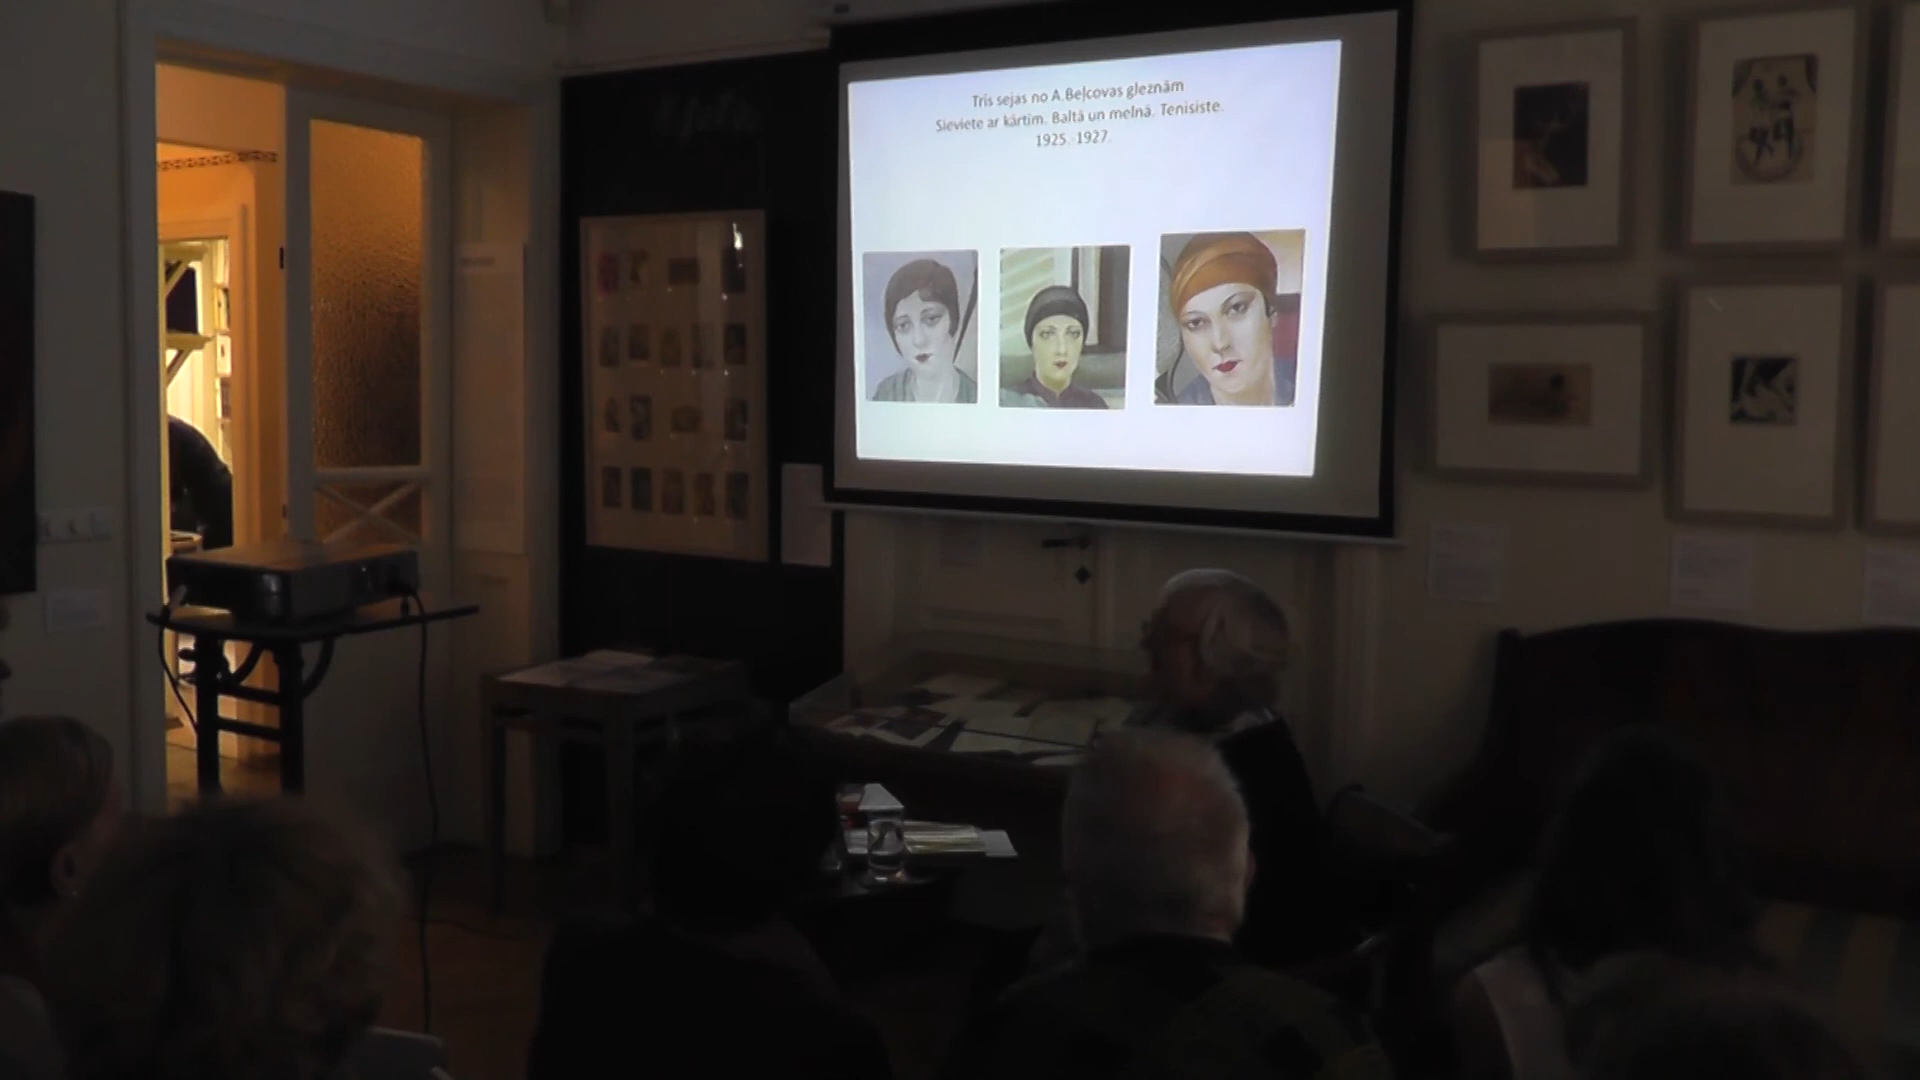 Trīs sejas no A.Beļcovas gleznām
Sieviete ar kārtīm. Baltā un melnā. Tenisiste.
1925. 1927.